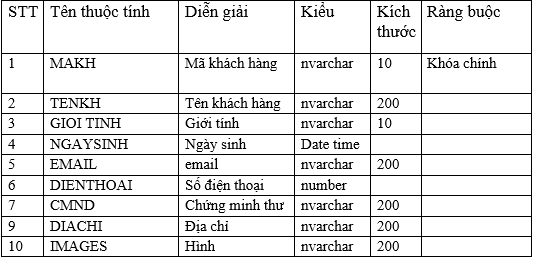 STT Tên thuộc tính Diễn giải Kiểu Kích thước Ràng buộc
1 MAKH Mã khách hàng nvarchar 10 Khóa chính
2 TENKH Tên khách hàng nvarchar 200
3 GIOI TINH Giới tính nvarchar 10
4 NGAYSINH Ngày sinh Date time
5 EMAIL email nvarchar 200
6 DIENTHOAI Số điện thoại number
7 CMND Chứng minh thư nvarchar 200
9 DIACHI Địa chỉ nvarchar 200
10 IMAGES Hình nvarchar 200